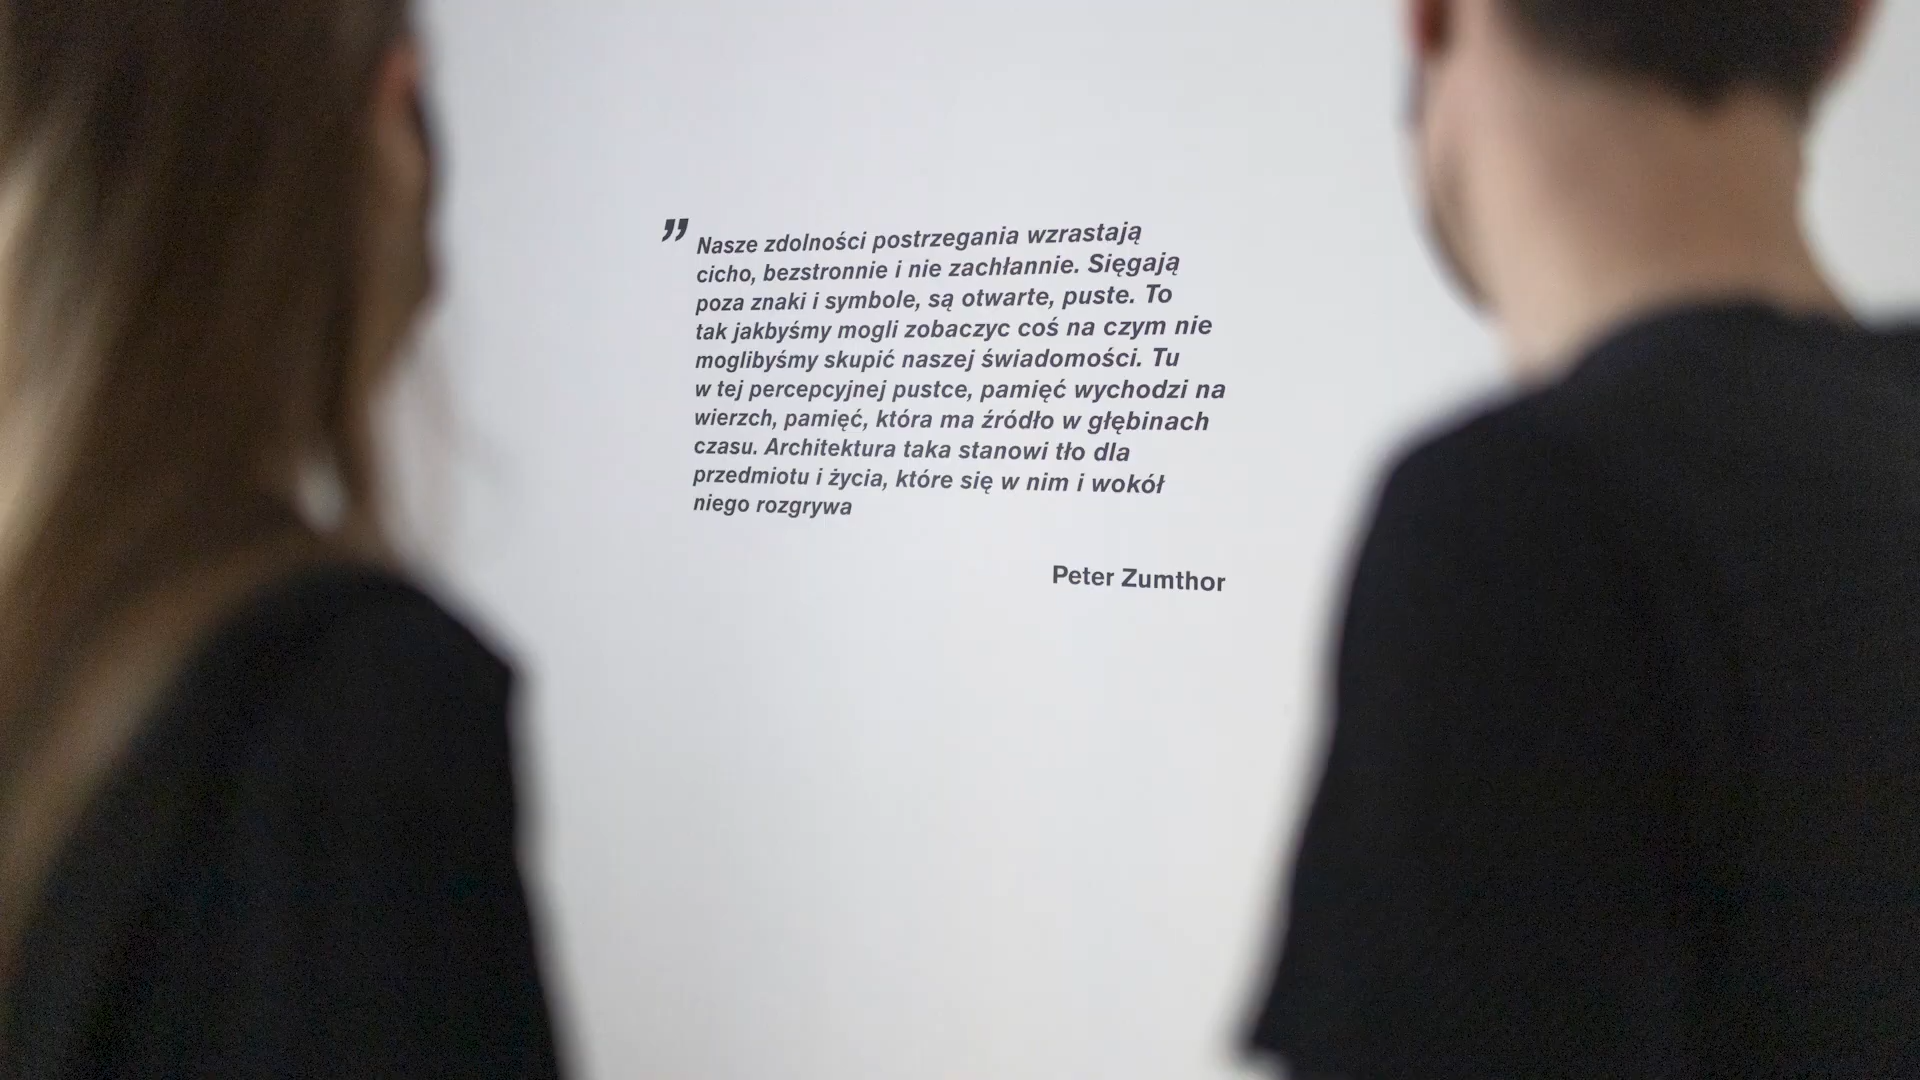 ” Nasze zdolności postrzegania wzrastają
cicho, bezstronnie i nie zachłannie. Sięgają
poza znaki i symbole, są otwarte, puste. To
tak jakbyśmy mogli zobaczyc coś na czym nie
moglibyśmy skupić naszej świadomości. Tu
w tej percepcyjnej pustce, pamięć wychodzi na
wierzch, pamięć, która ma źródło w głębinach
czasu. Architektura taka stanowi tło dla
przedmiotu i życia, które się w nim i wokół
niego rozgrywa
Peter Zumthor